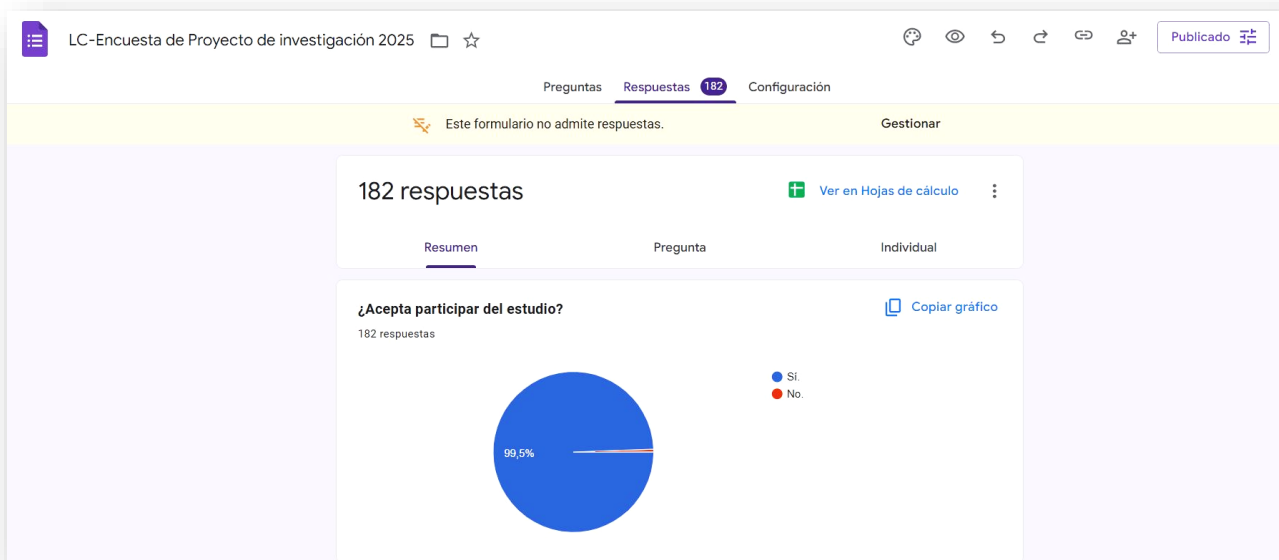 LC-Encuesta de Proyecto de investigación 2025
Publicado
Preguntas Respuestas 182 Configuración
Este formulario no admite respuestas. Gestionar
182 respuestas Ver en Hojas de cálculo
Resumen Pregunta Individual
¿Acepta participar del estudio? Copiar gráfico
182 respuestas
Sí.
No.
99,5%